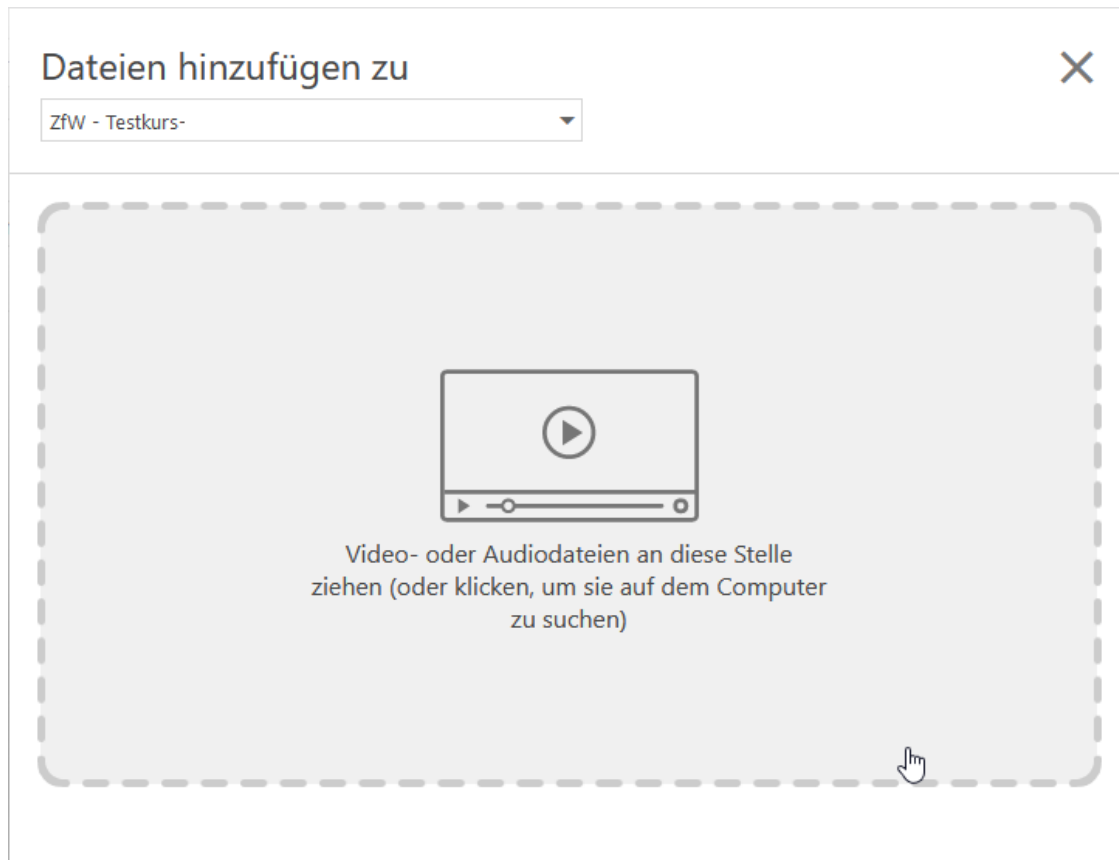 Dateien hinzufügen zu
ZfW - Testkurs-
Video- oder Audiodateien an diese Stelle
ziehen (oder klicken, um sie auf dem Computer
zu suchen)